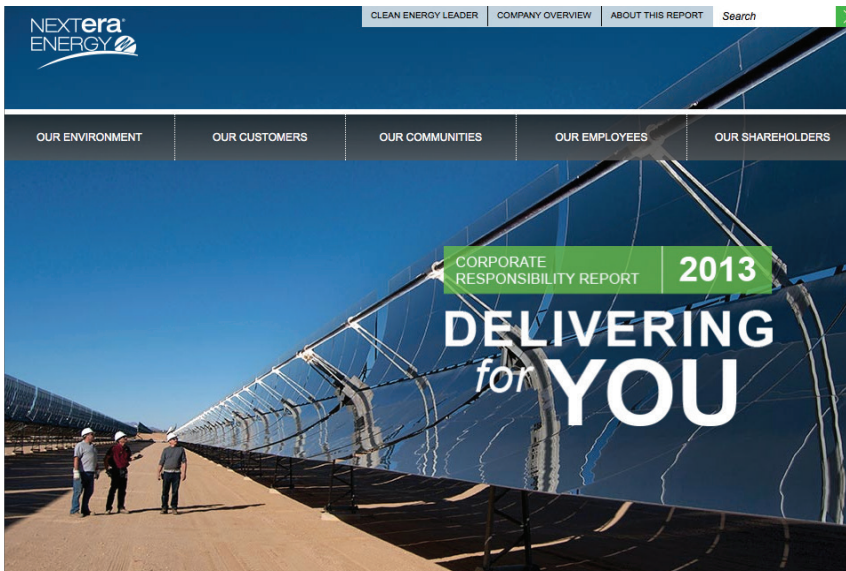 NEXTera®
ENERGY
CLEAN ENERGY LEADER
COMPANY OVERVIEW
ABOUT THIS REPORT
Search
OUR ENVIRONMENT
OUR CUSTOMERS
OUR COMMUNITIES
OUR EMPLOYEES
OUR SHAREHOLDERS
CORPORATE
RESPONSIBILITY REPORT
2013
DELIVERING
for YOU